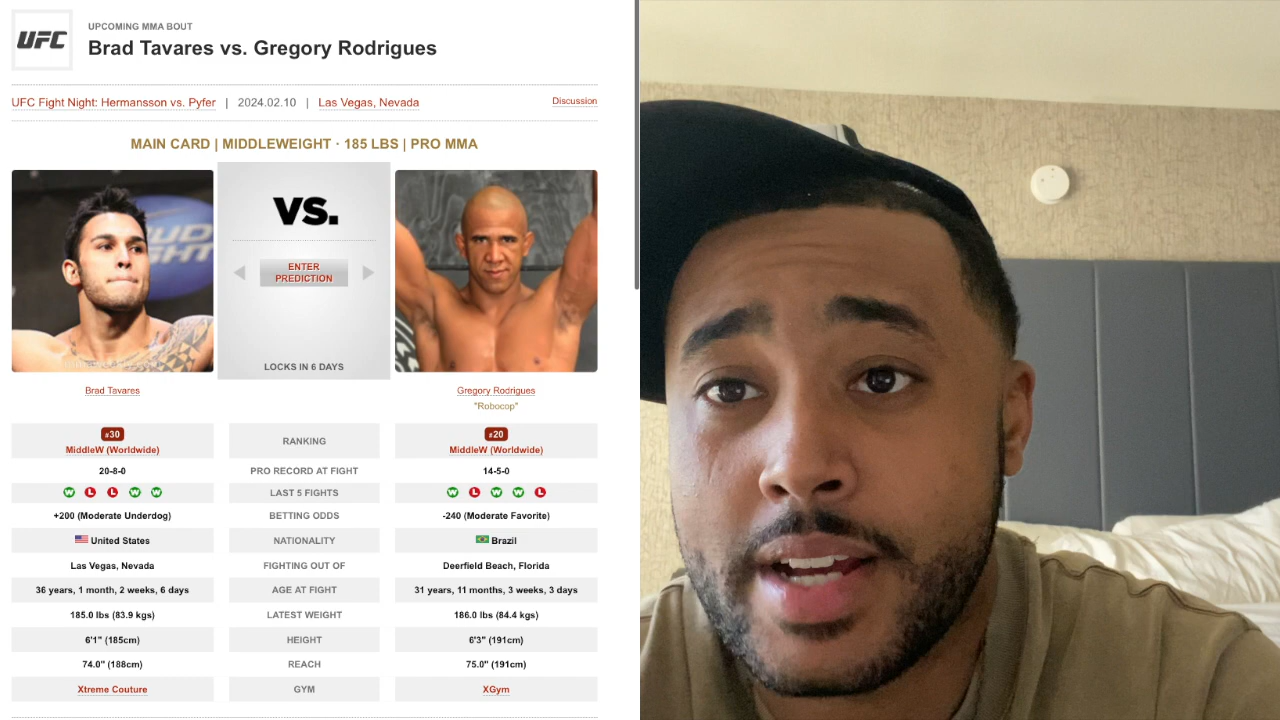 UFC
UPCOMING MMA BOUT
Brad Tavares vs. Gregory Rodrigues
UFC Fight Night: Hermansson vs. Pyfer | 2024.02.10 | Las Vegas, Nevada Discussion
MAIN CARD | MIDDLEWEIGHT · 185 LBS | PRO MMA
VS.
ENTER
PREDICTION
LOCKS IN 6 DAYS
Brad Tavares Gregory Rodrigues
"Robocop"
#30 #20
MiddleW (Worldwide) RANKING MiddleW (Worldwide)
20-8-0 PRO RECORD AT FIGHT 14-5-0
W L L W W LAST 5 FIGHTS W L W W L
+200 (Moderate Underdog) BETTING ODDS -240 (Moderate Favorite)
United States NATIONALITY Brazil
Las Vegas, Nevada FIGHTING OUT OF Deerfield Beach, Florida
36 years, 1 month, 2 weeks, 6 days AGE AT FIGHT 31 years, 11 months, 3 weeks, 3 days
185.0 lbs (83.9 kgs) LATEST WEIGHT 186.0 lbs (84.4 kgs)
6'1" (185cm) HEIGHT 6'3" (191cm)
74.0" (188cm) REACH 75.0" (191cm)
Xtreme Couture GYM XGym